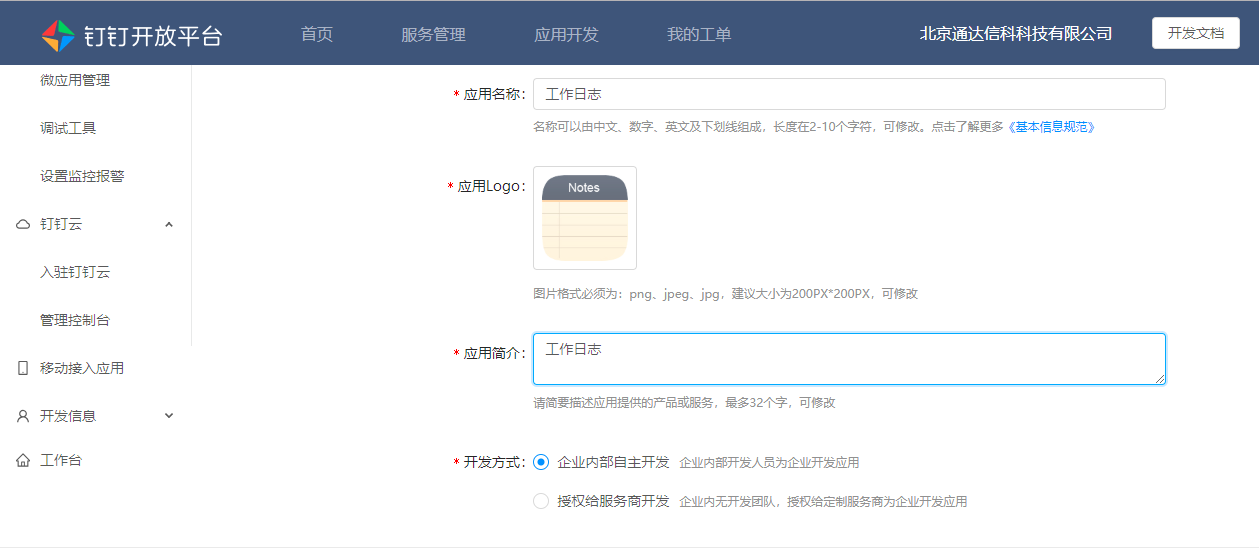 钉钉开放平台 首页 服务管理 应用开发 我的工单 北京通达信科科技有限公司 开发文档
微应用管理
调试工具
设置监控报警
钉钉云
入驻钉钉云
管理控制台
移动接入应用
开发信息
工作台
* 应用名称: 工作日志
名称可以由中文、数字、英文及下划线组成，长度在2-10个字符，可修改。点击了解更多《基本信息规范》
* 应用Logo:
Notes
图片格式必须为：png、jpeg、jpg，建议大小为200PX*200PX，可修改
* 应用简介: 工作日志
请简要描述应用提供的产品或服务，最多32个字，可修改
* 开发方式: 企业内部自主开发 企业内部开发人员为企业开发应用
授权给服务商开发 企业内无开发团队，授权给定制服务商为企业开发应用